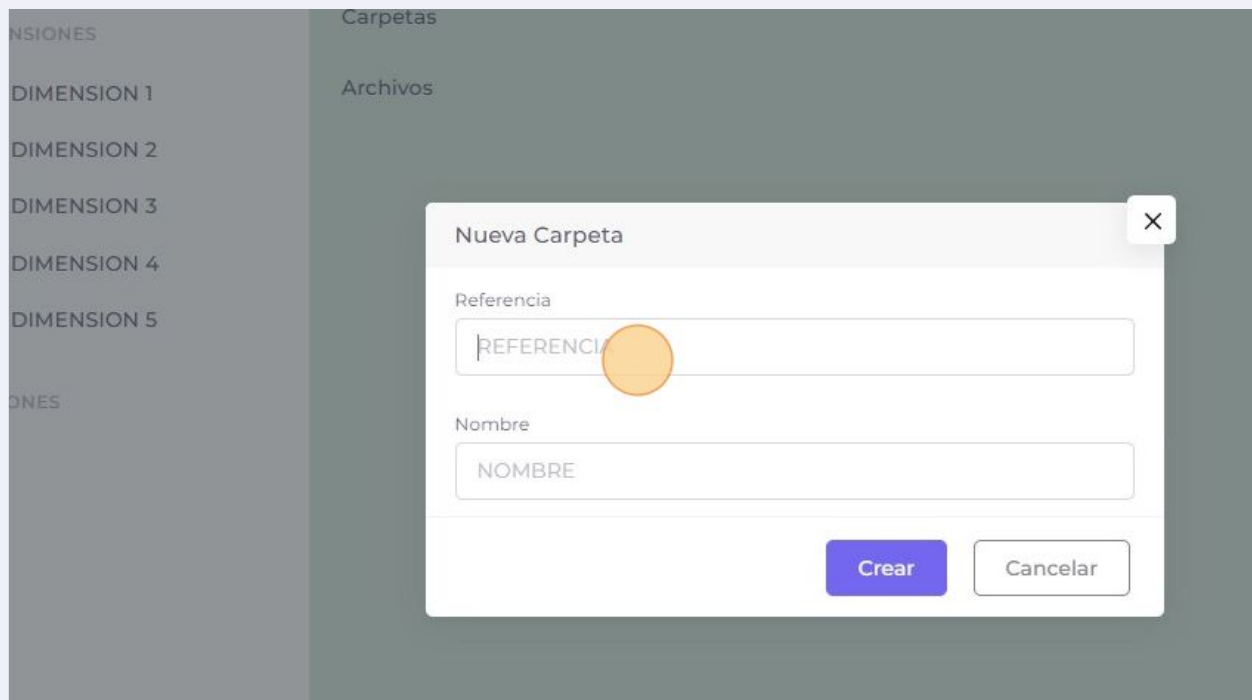 NSIONES
DIMENSION 1
DIMENSION 2
DIMENSION 3
DIMENSION 4
DIMENSION 5
ONES
Carpetas
Archivos
Nueva Carpeta
Referencia
REFERENCIA
Nombre
NOMBRE
Crear
Cancelar